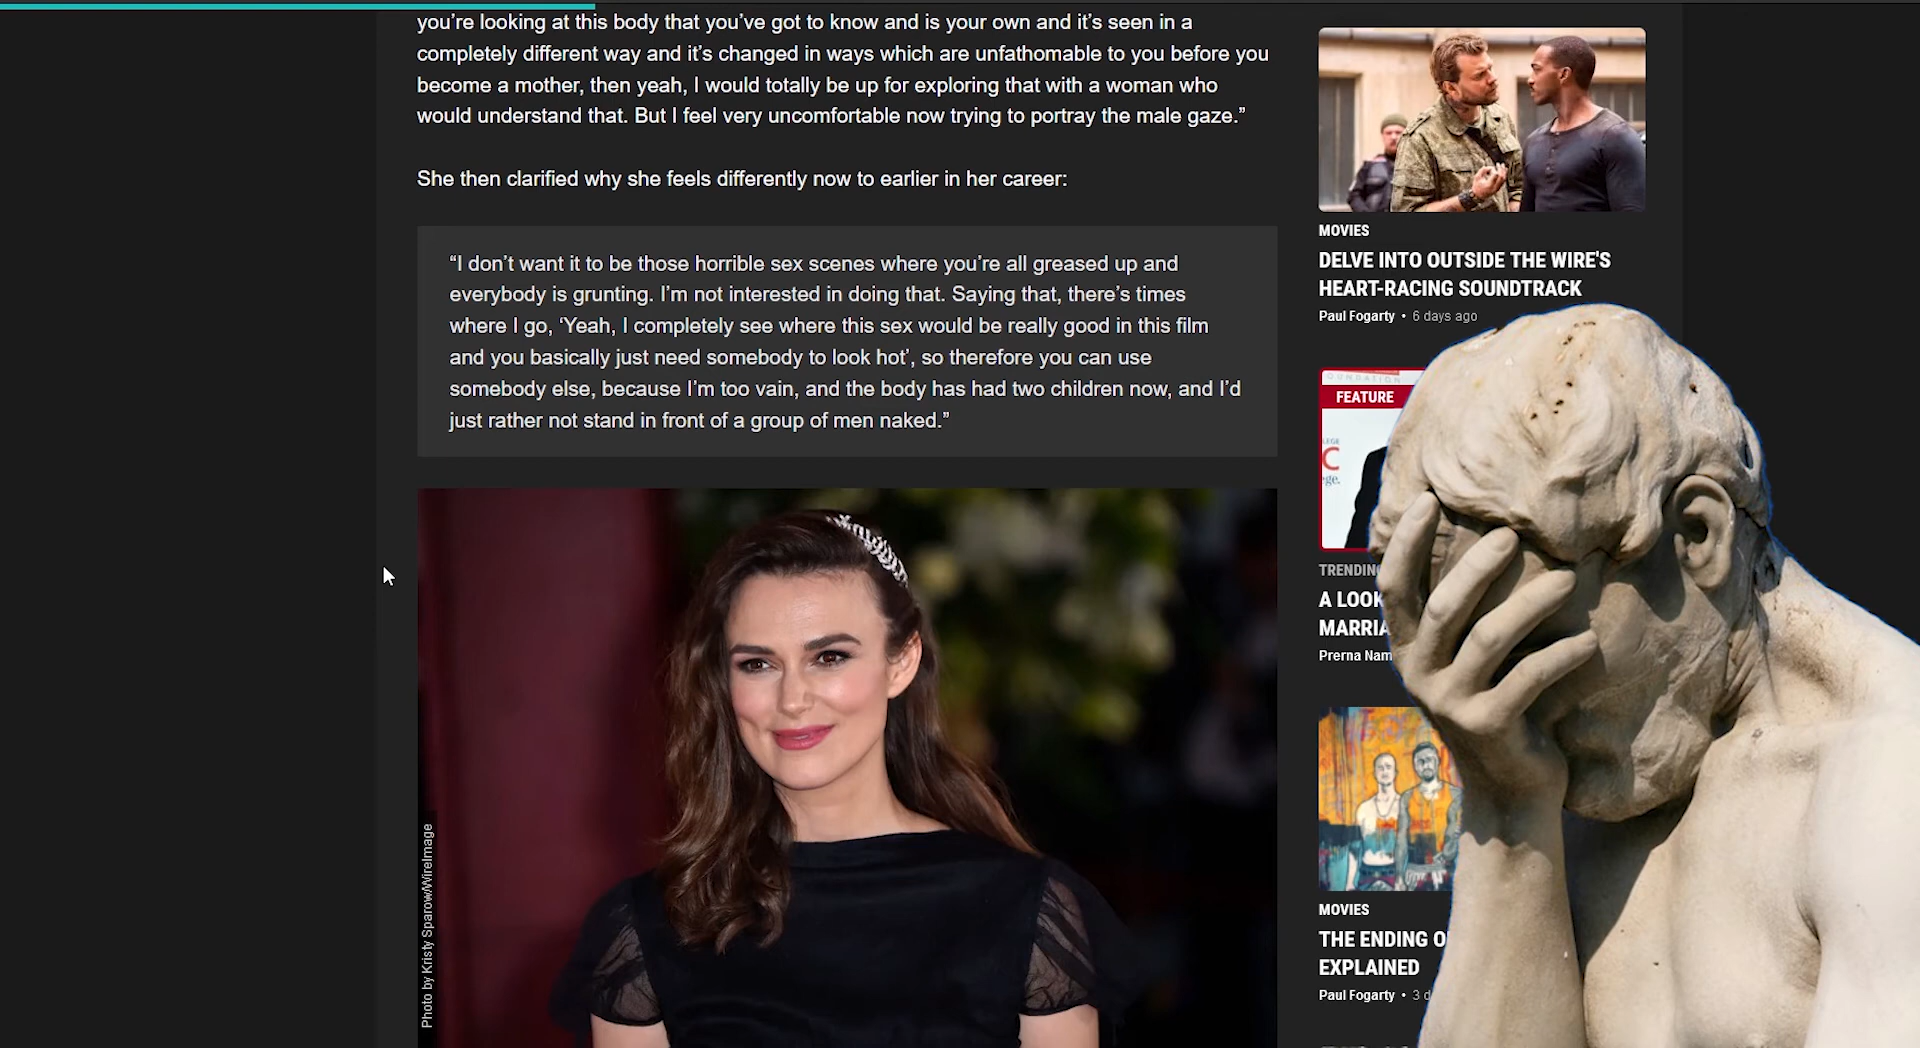 you’re looking at this body that you’ve got to know and is your own and it’s seen in a
completely different way and it’s changed in ways which are unfathomable to you before you
become a mother, then yeah, I would totally be up for exploring that with a woman who
would understand that. But I feel very uncomfortable now trying to portray the male gaze.”
She then clarified why she feels differently now to earlier in her career:
“I don’t want it to be those horrible sex scenes where you’re all greased up and
everybody is grunting. I’m not interested in doing that. Saying that, there’s times
where I go, ‘Yeah, I completely see where this sex would be really good in this film
and you basically just need somebody to look hot’, so therefore you can use
somebody else, because I’m too vain, and the body has had two children now, and I’d
just rather not stand in front of a group of men naked.”
Photo by Kristy Sparow/WireImage
MOVIES
DELVE INTO OUTSIDE THE WIRE'S
HEART-RACING SOUNDTRACK
Paul Fogarty • 6 days ago
FEATURE
TRENDING
A LOOK
MARRIA
Prerna Nam
MOVIES
THE ENDING O
EXPLAINED
Paul Fogarty • 3 d